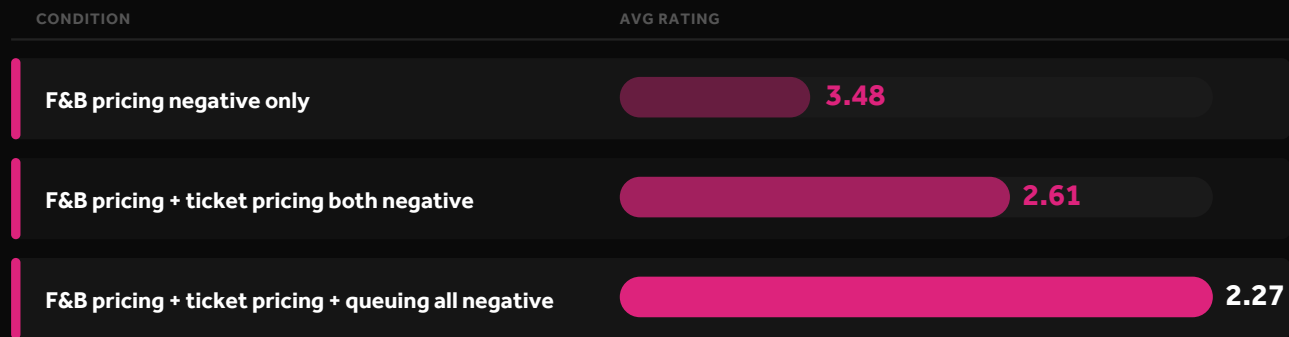 CONDITION AVG RATING
F&B pricing negative only 3.48
F&B pricing + ticket pricing both negative 2.61
F&B pricing + ticket pricing + queuing all negative 2.27